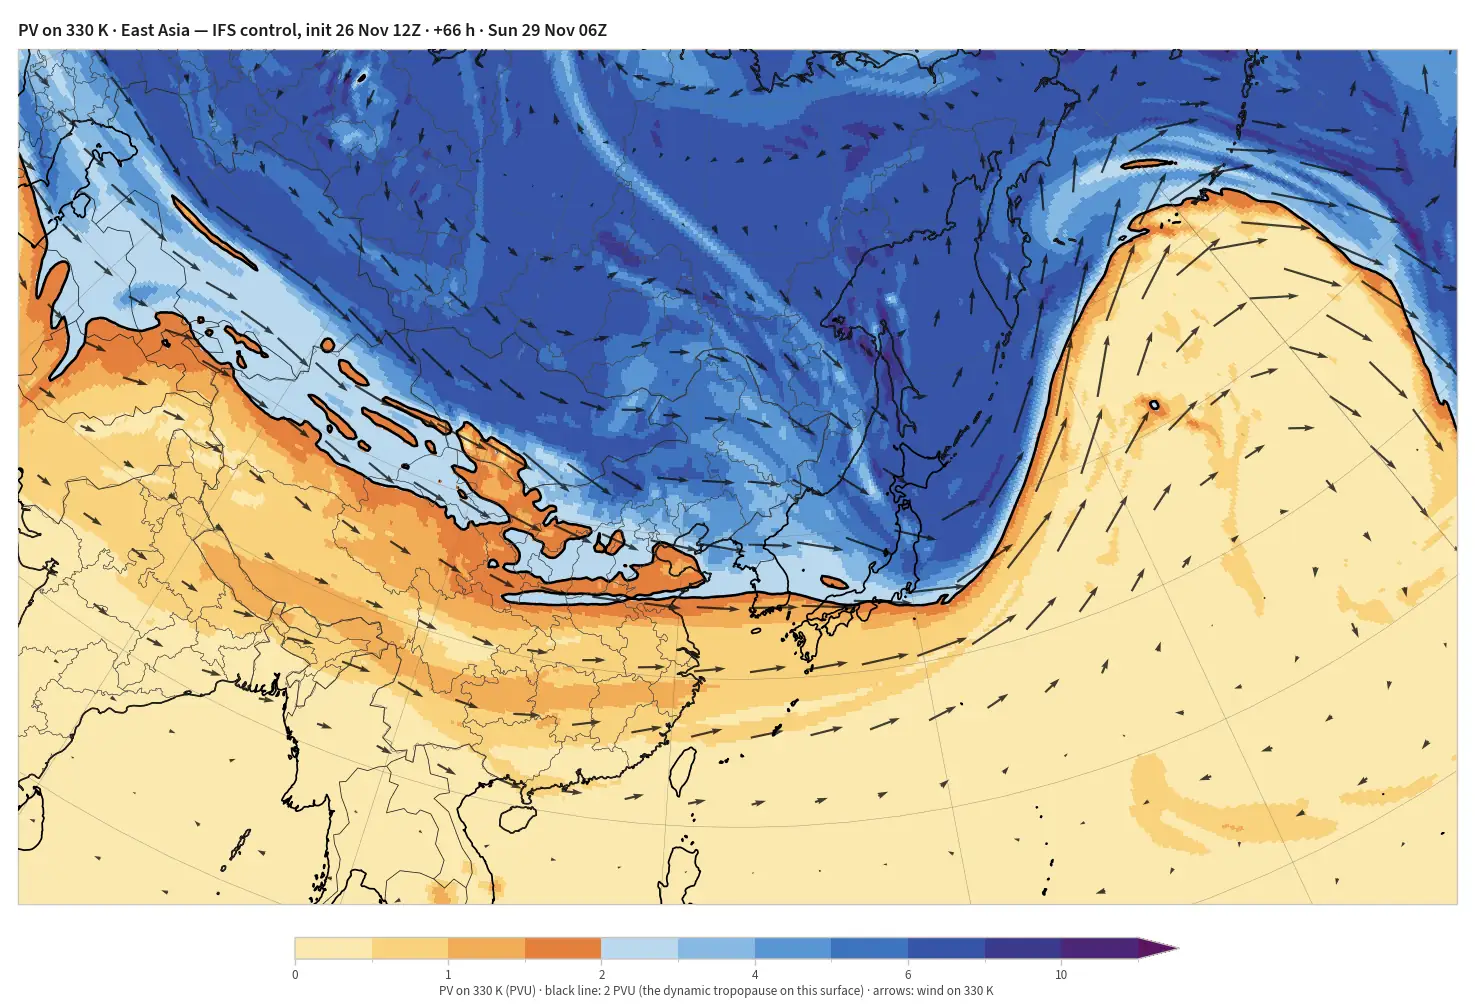 PV on 330 K · East Asia — IFS control, init 26 Nov 12Z · +66 h · Sun 29 Nov 06Z
0 1 2 4 6 10
PV on 330 K (PVU) · black line: 2 PVU (the dynamic tropopause on this surface) · arrows: wind on 330 K